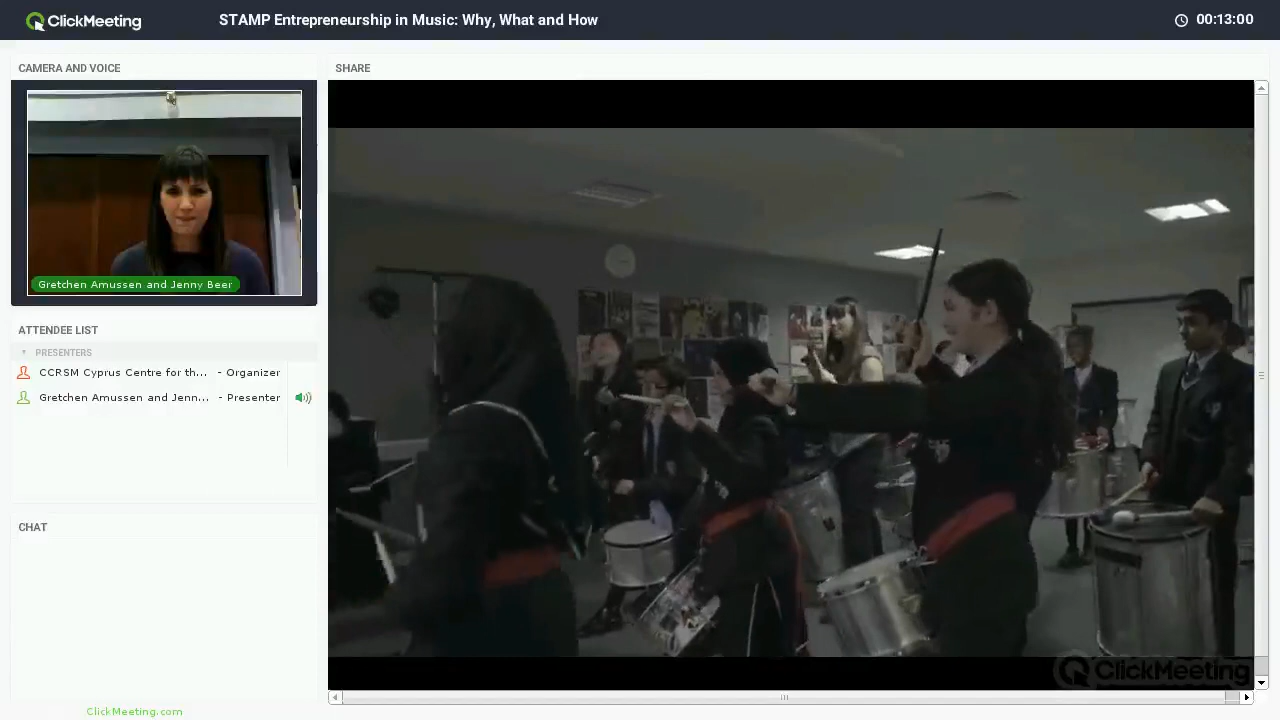 ClickMeeting
STAMP Entrepreneurship in Music: Why, What and How
00:13:00
CAMERA AND VOICE
SHARE
Gretchen Amussen and Jenny Beer
ATTENDEE LIST
PRESENTERS
CCRSM Cyprus Centre for th... - Organizer
Gretchen Amussen and Jenn... - Presenter
CHAT
ClickMeeting
ClickMeeting.com